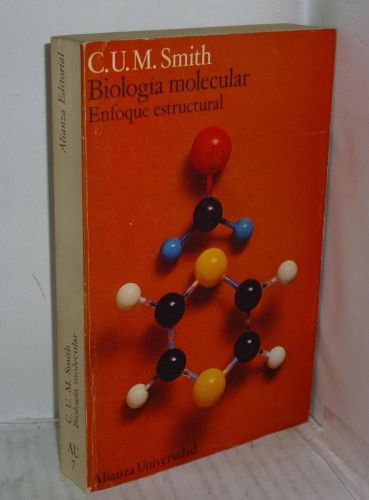 C.U.M. Smith
Biología molecular
Enfoque estructural
Alianza Universidad
Alianza Editorial
C. U. M. Smith
Biología molecular
AU
7